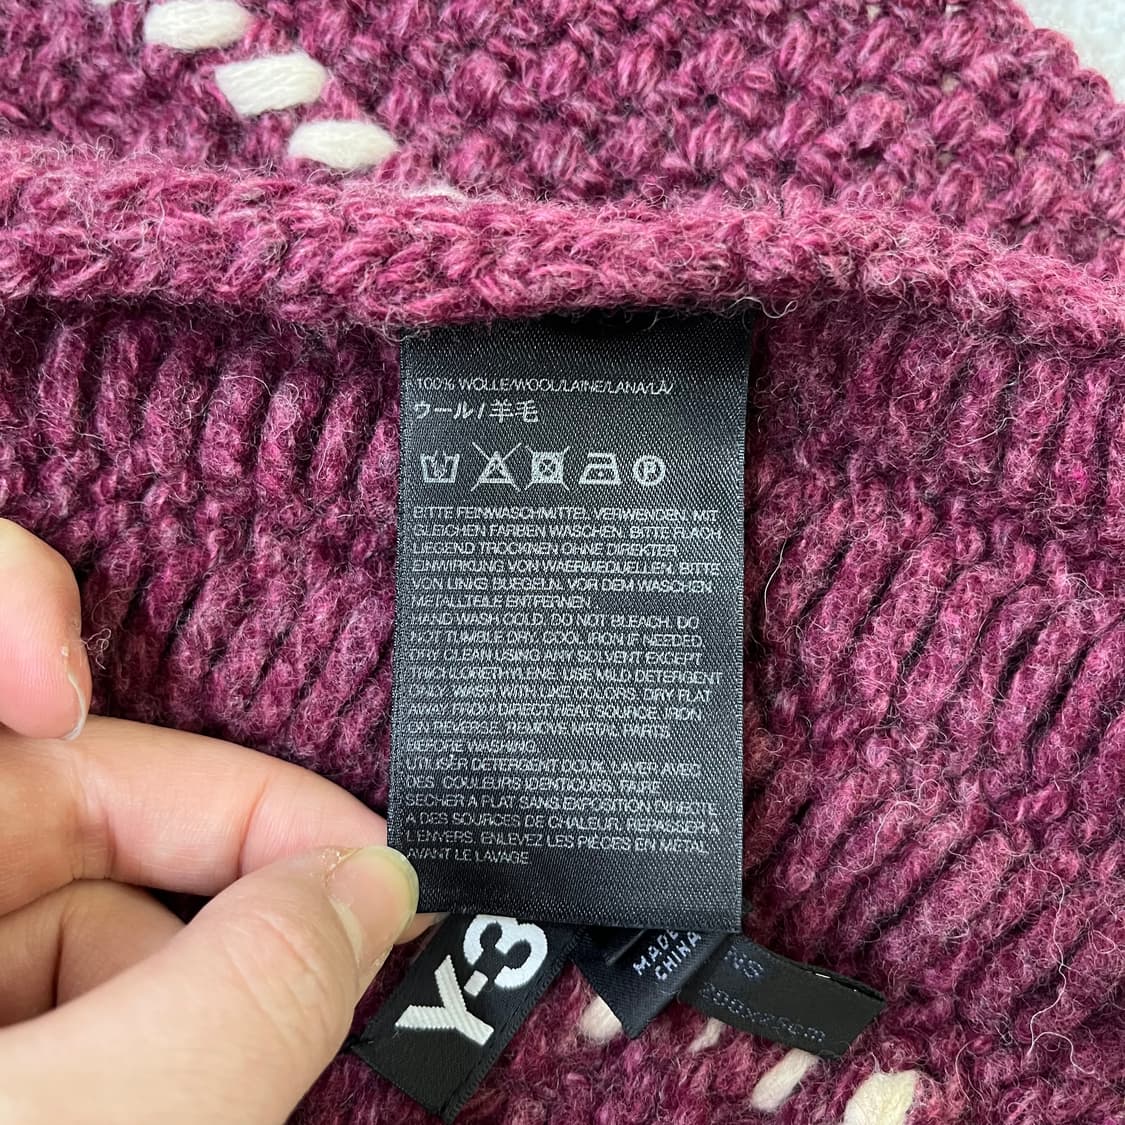 100% WOLLE/WOOL/LAINE/LANA/LÃ/
ウール/羊毛
BITTE FEINWASCHMITTEL VERWENDEN. MIT
GLEICHEN FARBEN WASCHEN. BITTE FLACH
LIEGEND TROCKNEN OHNE DIREKTER
EINWIRKUNG VON WAERMEQUELLEN. BITTE
VON LINKS BUEGELN. VOR DEM WASCHEN
METALLTEILE ENTFERNEN.
HAND WASH COLD. DO NOT BLEACH. DO
NOT TUMBLE DRY. COOL IRON IF NEEDED.
DRY CLEAN USING ANY SOLVENT EXCEPT
TRICHLORETHYLENE. USE MILD DETERGENT
ONLY. WASH WITH LIKE COLORS. DRY FLAT
AWAY FROM DIRECT HEAT SOURCE. IRON
ON REVERSE. REMOVE METAL PARTS
BEFORE WASHING.
UTILISER DETERGENT DOUX. LAVER AVEC
DES COULEURS IDENTIQUES. FAIRE
SECHER A PLAT SANS EXPOSITION DIRECTE
A DES SOURCES DE CHALEUR. REPASSER A
L'ENVERS. ENLEVEZ LES PIECES EN METAL
AVANT LE LAVAGE
Y-3
MADE
CHINA
NS